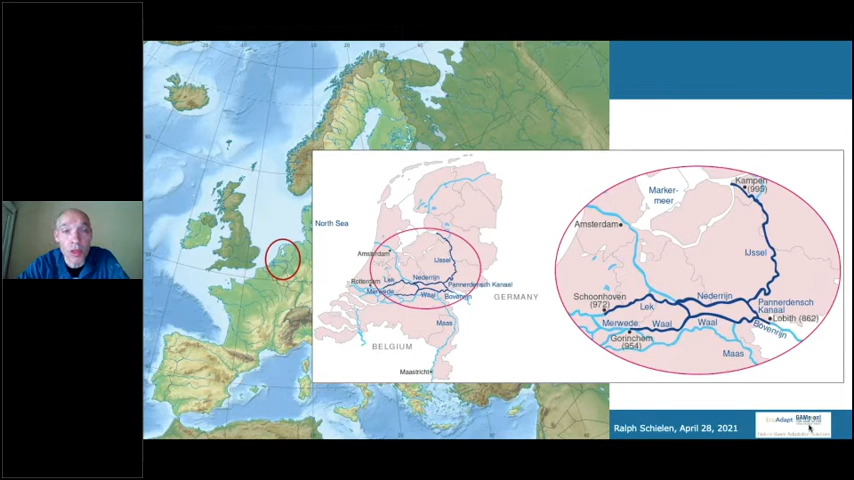 North Sea
Amsterdam
IJssel
Rotterdam
Lek
Nederrijn
Pannerdensch Kanaal
Merwede
Waal
Bovenrijn
GERMANY
Maas
BELGIUM
Maastricht
Kampen
(995)
Marker-
meer
Amsterdam
IJssel
Schoonhoven
(972)
Nederrijn
Lek
Pannerdensch
Kanaal
Lobith (862)
Merwede
Waal
Waal
Bovenrijn
Gorinchem
(954)
Maas
Ralph Schielen, April 28, 2021
Adapt